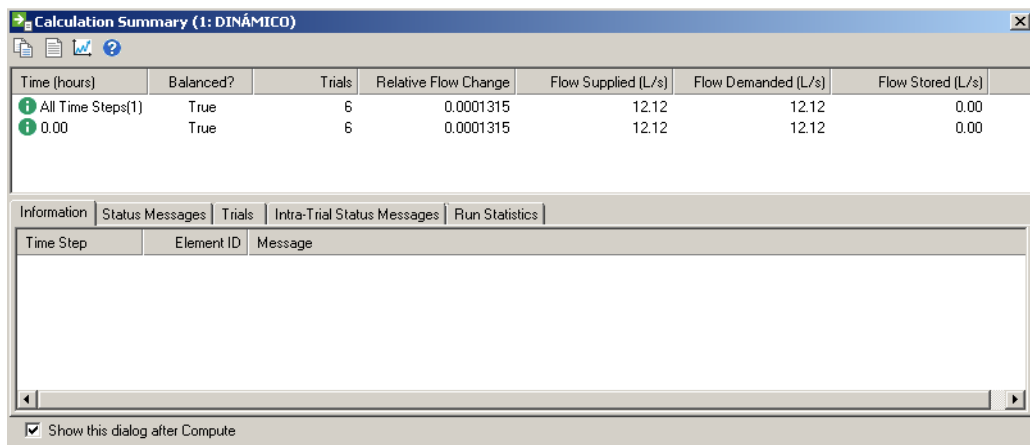 Calculation Summary (1: DINÁMICO)
Time (hours) Balanced? Trials Relative Flow Change Flow Supplied (L/s) Flow Demanded (L/s) Flow Stored (L/s)
All Time Steps(1) True 6 0.0001315 12.12 12.12 0.00
0.00 True 6 0.0001315 12.12 12.12 0.00
Information Status Messages Trials Intra-Trial Status Messages Run Statistics
Time Step Element ID Message
Show this dialog after Compute